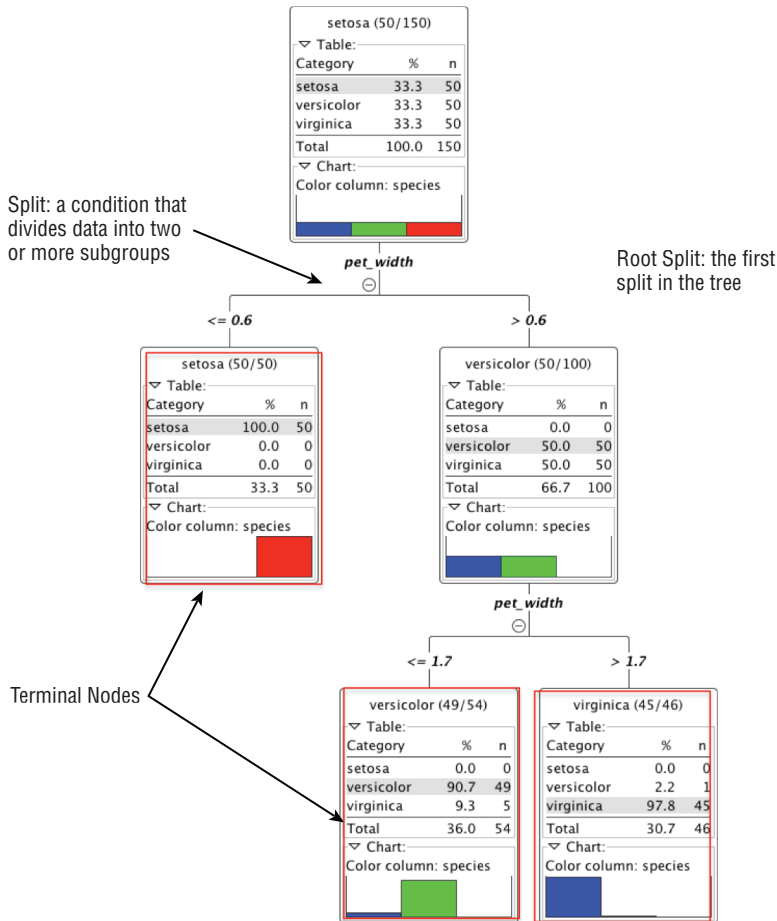 setosa (50/150)
Table:
Category % n
setosa 33.3 50
versicolor 33.3 50
virginica 33.3 50
Total 100.0 150
Chart:
Color column: species
Split: a condition that
divides data into two
or more subgroups
Root Split: the first
split in the tree
pet_width
<= 0.6
> 0.6
setosa (50/50)
Table:
Category % n
setosa 100.0 50
versicolor 0.0 0
virginica 0.0 0
Total 33.3 50
Chart:
Color column: species
versicolor (50/100)
Table:
Category % n
setosa 0.0 0
versicolor 50.0 50
virginica 50.0 50
Total 66.7 100
Chart:
Color column: species
pet_width
<= 1.7
> 1.7
Terminal Nodes
versicolor (49/54)
Table:
Category % n
setosa 0.0 0
versicolor 90.7 49
virginica 9.3 5
Total 36.0 54
Chart:
Color column: species
virginica (45/46)
Table:
Category % n
setosa 0.0 0
versicolor 2.2 1
virginica 97.8 45
Total 30.7 46
Chart:
Color column: species